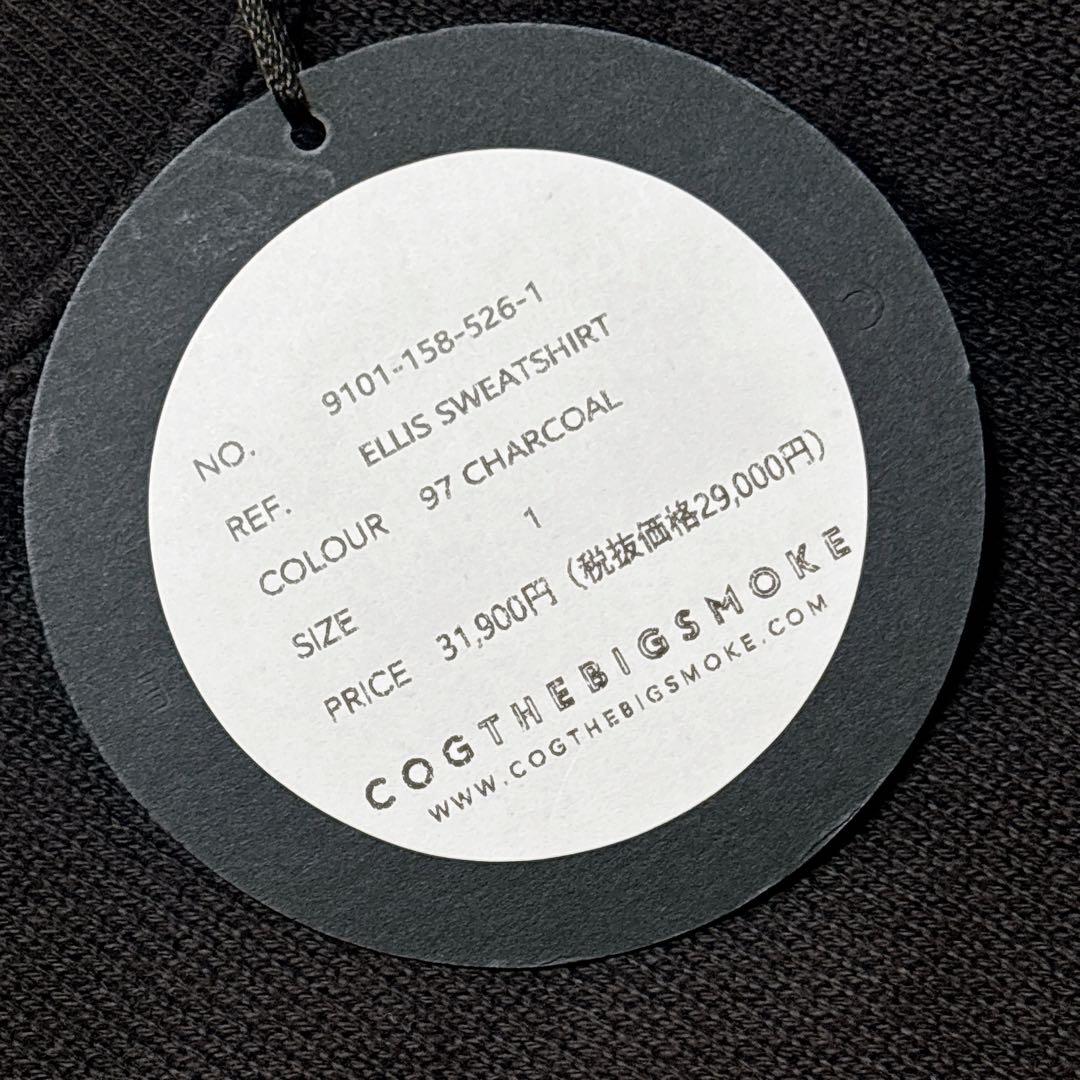 NO. 9101-158-526-1
REF. ELLIS SWEATSHIRT
COLOUR 97 CHARCOAL
SIZE 1
PRICE 31,900円（税抜価格29,000円）
COGTHEBIGSMOKE
WWW.COGTHEBIGSMOKE.COM